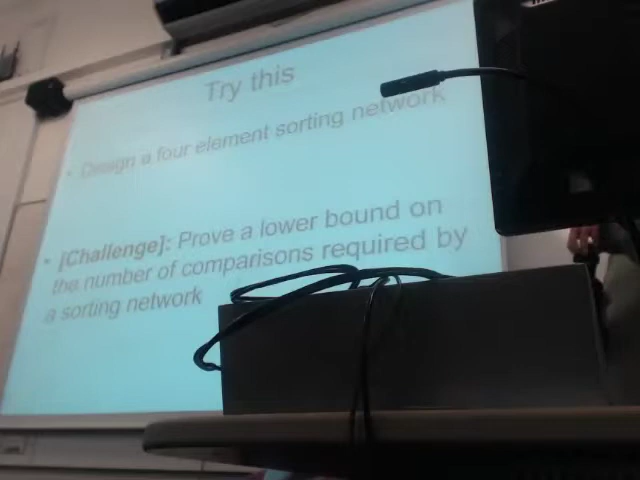 Try this
• Design a four element sorting network
• [Challenge]: Prove a lower bound on
the number of comparisons required by
a sorting network